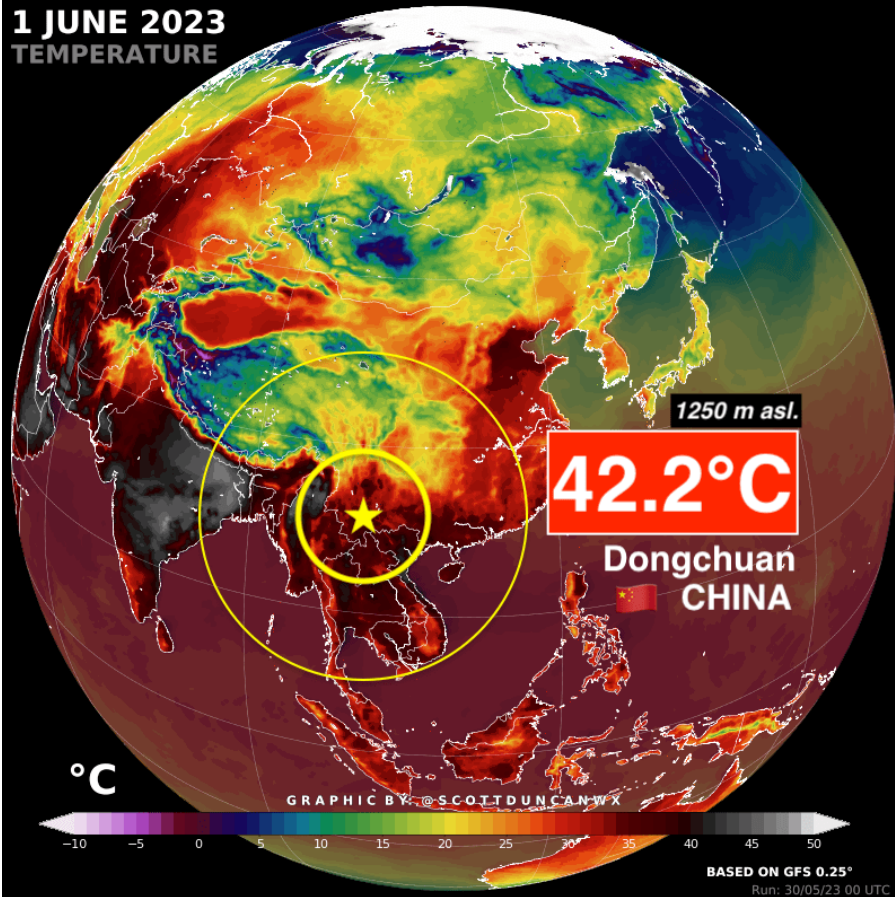 1 JUNE 2023
TEMPERATURE
1250 m asl.
42.2°C
Dongchuan
CHINA
°C
GRAPHIC BY: @SCOTTDUNCANWX
−10 −5 0 5 10 15 20 25 30 35 40 45 50
BASED ON GFS 0.25°
Run: 30/05/23 00 UTC